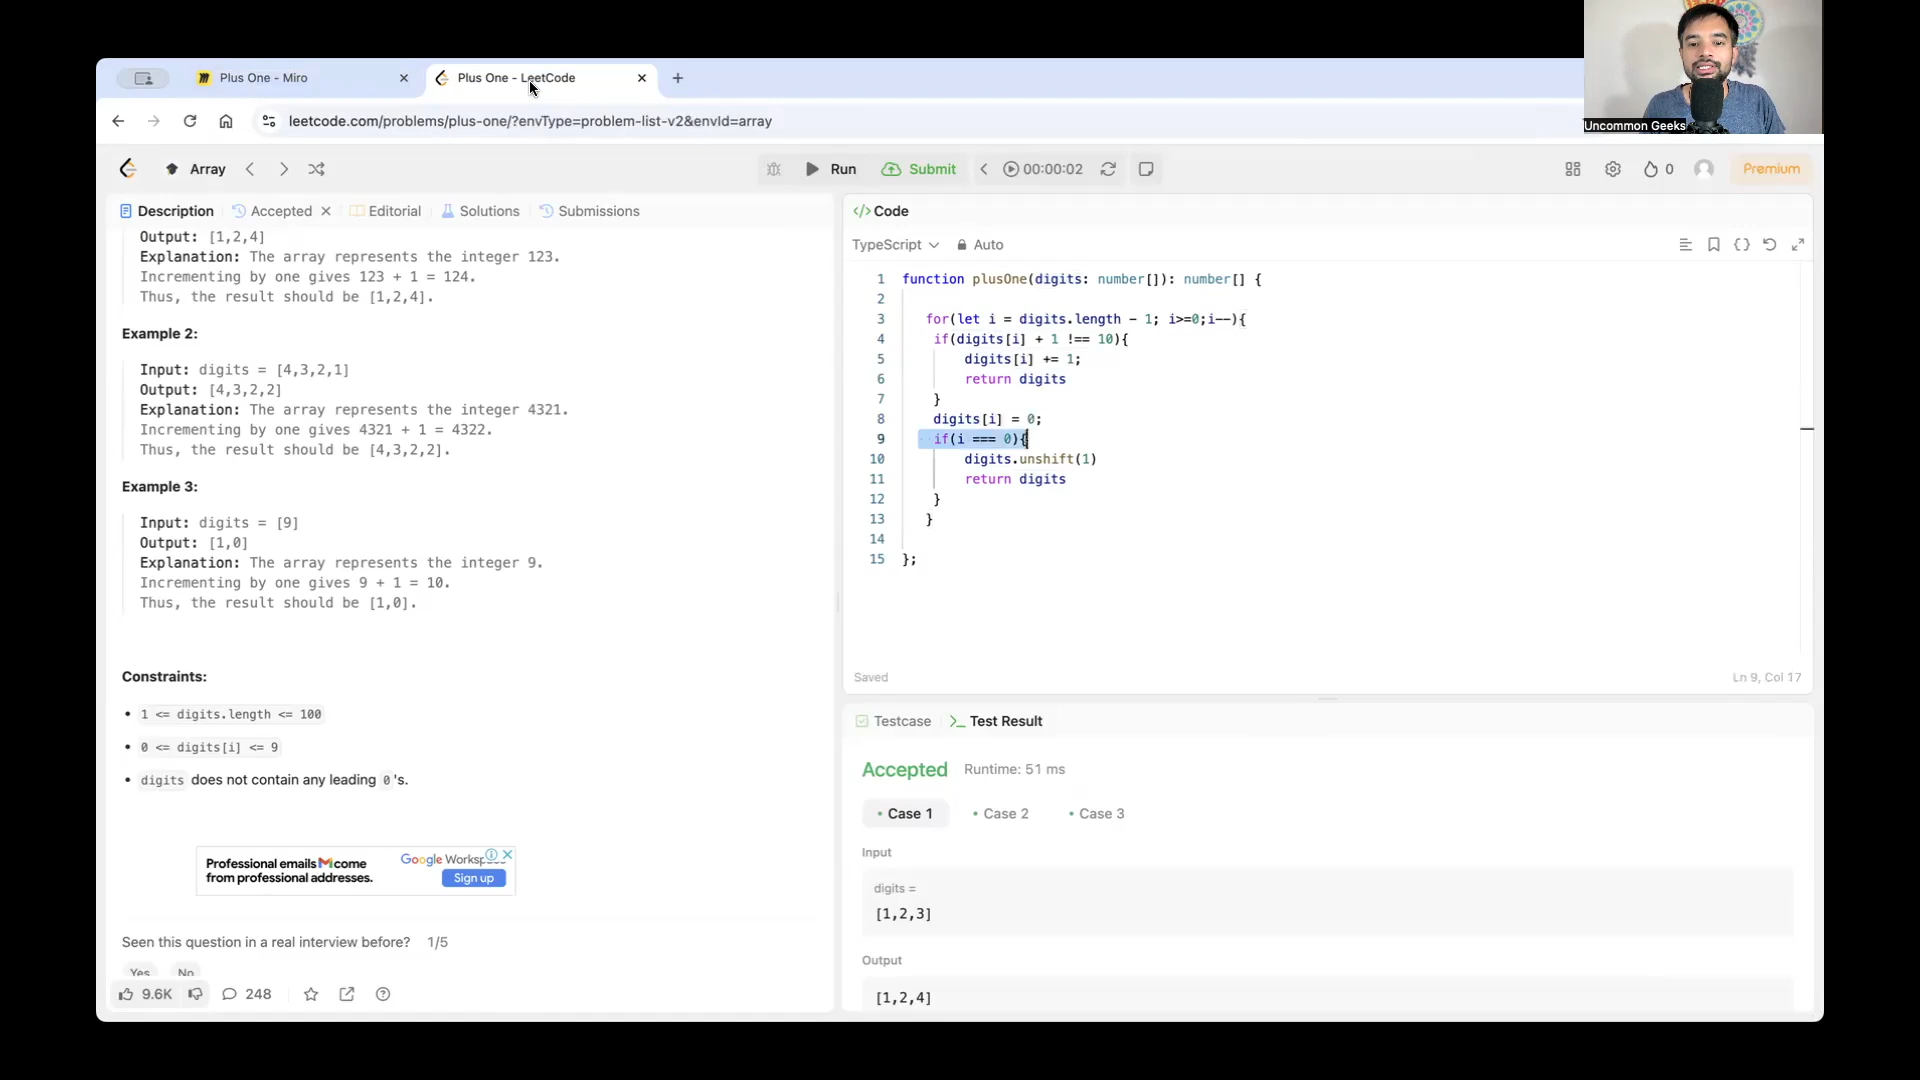 Plus One - Miro
Plus One - LeetCode
Uncommon Geeks
leetcode.com/problems/plus-one/?envType=problem-list-v2&envId=array
Array
Run
Submit
00:00:02
0
Premium
Description
Accepted
Editorial
Solutions
Submissions
Output: [1,2,4]
Explanation: The array represents the integer 123.
Incrementing by one gives 123 + 1 = 124.
Thus, the result should be [1,2,4].
Example 2:
Input: digits = [4,3,2,1]
Output: [4,3,2,2]
Explanation: The array represents the integer 4321.
Incrementing by one gives 4321 + 1 = 4322.
Thus, the result should be [4,3,2,2].
Example 3:
Input: digits = [9]
Output: [1,0]
Explanation: The array represents the integer 9.
Incrementing by one gives 9 + 1 = 10.
Thus, the result should be [1,0].
Constraints:
• 1 <= digits.length <= 100
• 0 <= digits[i] <= 9
• digits does not contain any leading 0's.
Professional emails come
from professional addresses.
Google
Sign up
Seen this question in a real interview before? 1/5
Yes No
9.6K
248
Code
TypeScript
Auto
1 function plusOne(digits: number[]): number[] {
2
3 for(let i = digits.length - 1; i>=0;i--){
4 if(digits[i] + 1 !== 10){
5 digits[i] += 1;
6 return digits
7 }
8 digits[i] = 0;
9 if(i === 0){
10 digits.unshift(1)
11 return digits
12 }
13 }
14
15 };
Saved
Ln 9, Col 17
Testcase
Test Result
Accepted Runtime: 51 ms
• Case 1 • Case 2 • Case 3
Input
digits =
[1,2,3]
Output
[1,2,4]